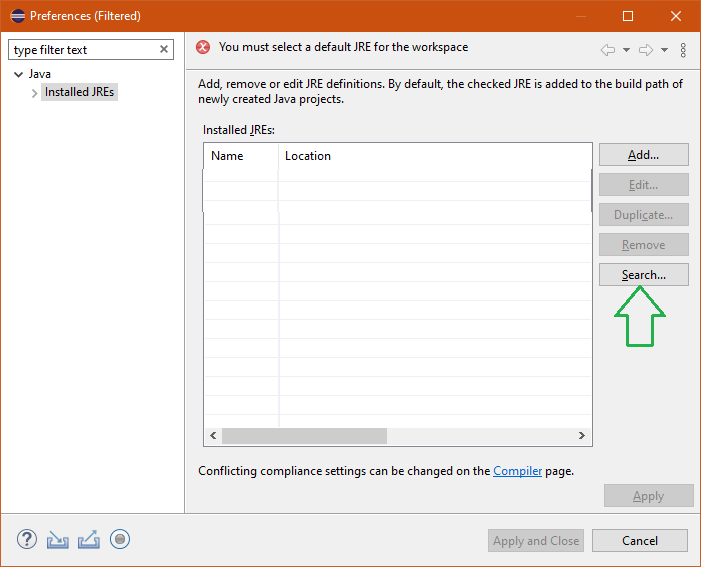 Preferences (Filtered)
type filter text
Java
Installed JREs
You must select a default JRE for the workspace
Add, remove or edit JRE definitions. By default, the checked JRE is added to the build path of
newly created Java projects.
Installed JREs:
Name Location
Add...
Edit...
Duplicate...
Remove
Search...
Conflicting compliance settings can be changed on the Compiler page.
Apply
Apply and Close Cancel